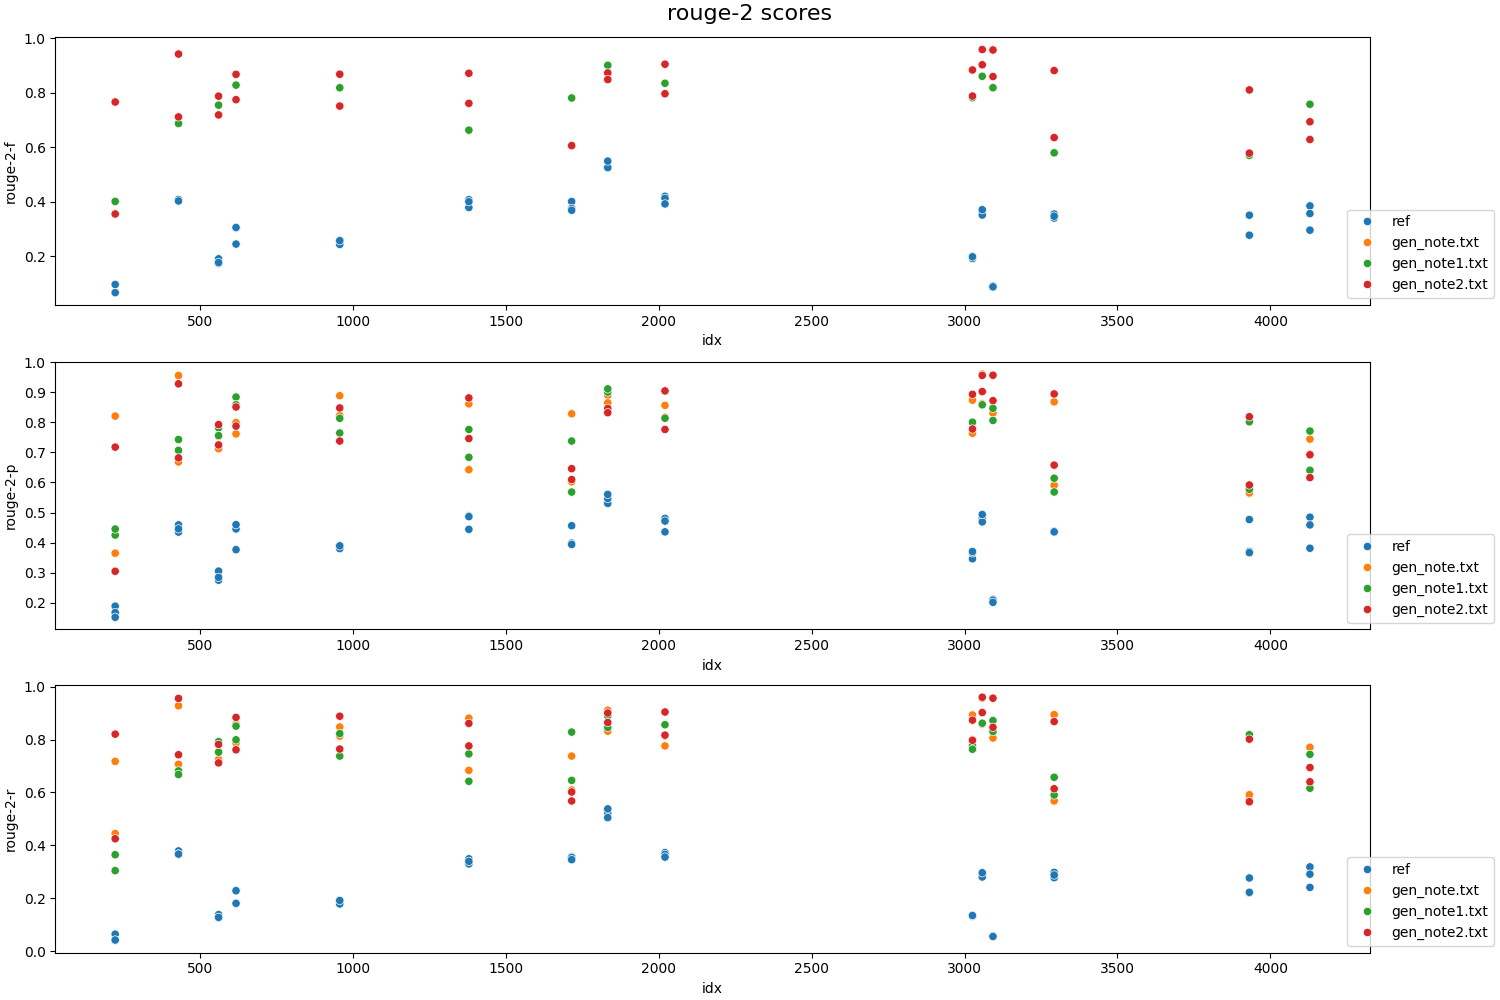 rouge-2 scores
1.0
0.8
0.6
0.4
0.2
rouge-2-f
500 1000 1500 2000 2500 3000 3500 4000
idx
ref
gen_note.txt
gen_note1.txt
gen_note2.txt
1.0
0.9
0.8
0.7
0.6
0.5
0.4
0.3
0.2
rouge-2-p
500 1000 1500 2000 2500 3000 3500 4000
idx
ref
gen_note.txt
gen_note1.txt
gen_note2.txt
1.0
0.8
0.6
0.4
0.2
0.0
rouge-2-r
500 1000 1500 2000 2500 3000 3500 4000
idx
ref
gen_note.txt
gen_note1.txt
gen_note2.txt